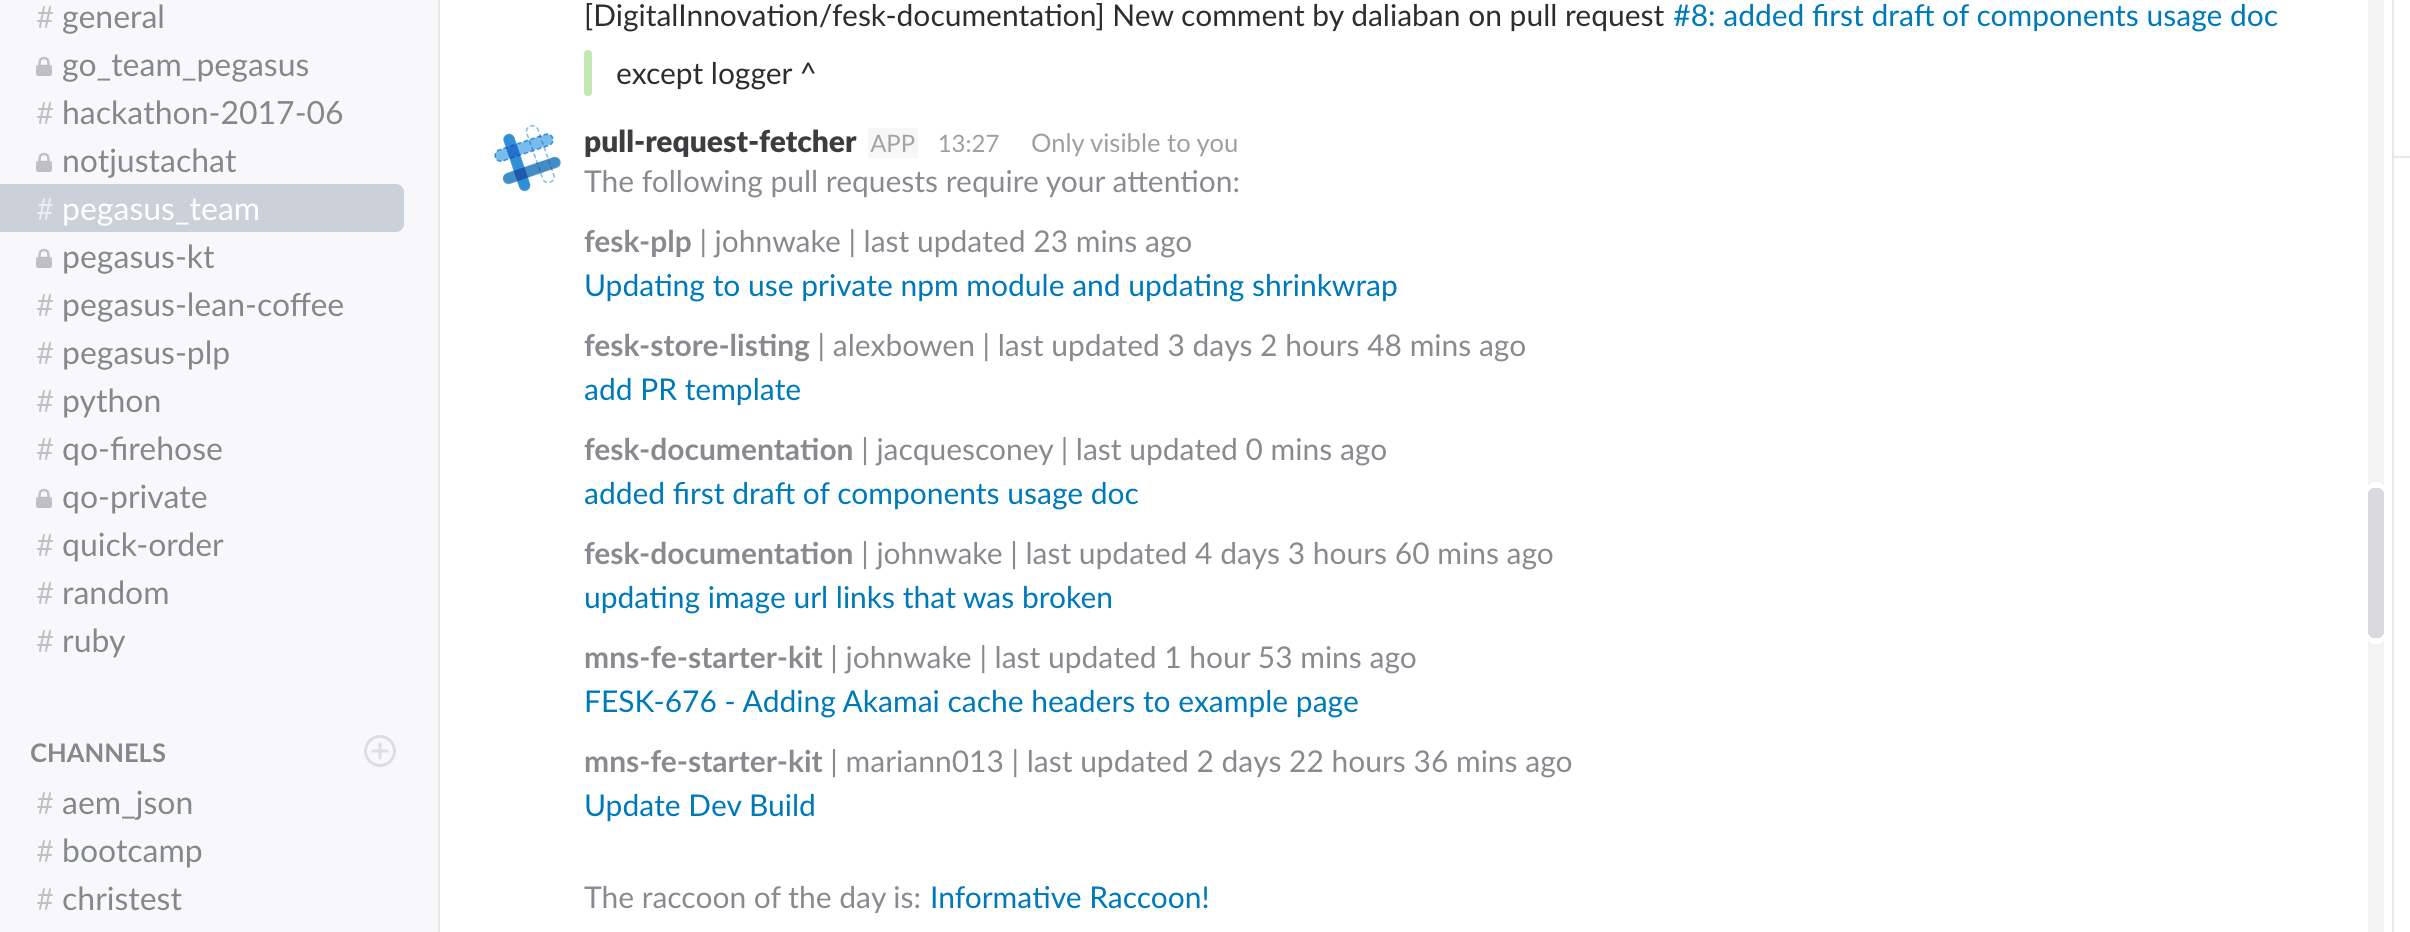 # general
go_team_pegasus
# hackathon-2017-06
notjustachat
# pegasus_team
pegasus-kt
# pegasus-lean-coffee
# pegasus-plp
# python
# qo-firehose
qo-private
# quick-order
# random
# ruby
CHANNELS
# aem_json
# bootcamp
# christest
[DigitalInnovation/fesk-documentation] New comment by daliaban on pull request #8: added first draft of components usage doc
except logger ^
pull-request-fetcher APP 13:27 Only visible to you
The following pull requests require your attention:
fesk-plp | johnwake | last updated 23 mins ago
Updating to use private npm module and updating shrinkwrap
fesk-store-listing | alexbowen | last updated 3 days 2 hours 48 mins ago
add PR template
fesk-documentation | jacquesconey | last updated 0 mins ago
added first draft of components usage doc
fesk-documentation | johnwake | last updated 4 days 3 hours 60 mins ago
updating image url links that was broken
mns-fe-starter-kit | johnwake | last updated 1 hour 53 mins ago
FESK-676 - Adding Akamai cache headers to example page
mns-fe-starter-kit | mariann013 | last updated 2 days 22 hours 36 mins ago
Update Dev Build
The raccoon of the day is: Informative Raccoon!